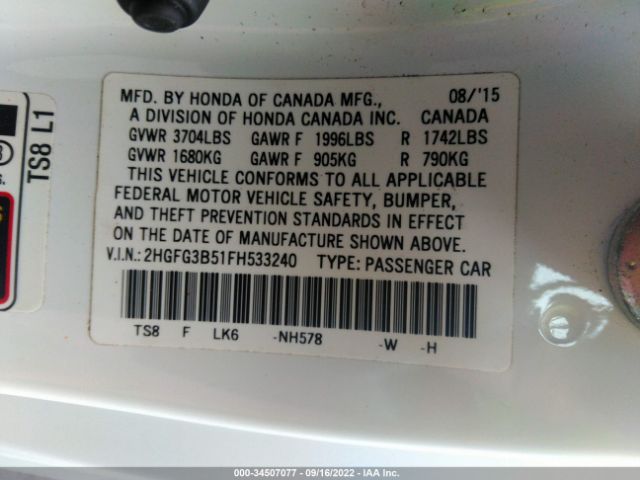 MFD. BY HONDA OF CANADA MFG., 08/'15
A DIVISION OF HONDA CANADA INC. CANADA
GVWR 3704LBS GAWR F 1996LBS R 1742LBS
GVWR 1680KG GAWR F 905KG R 790KG
THIS VEHICLE CONFORMS TO ALL APPLICABLE
FEDERAL MOTOR VEHICLE SAFETY, BUMPER,
AND THEFT PREVENTION STANDARDS IN EFFECT
ON THE DATE OF MANUFACTURE SHOWN ABOVE.
V.I.N.: 2HGFG3B51FH533240 TYPE: PASSENGER CAR
TS8 F LK6 -NH578 -W -H
TS8 L1
000-34507077 - 09/16/2022 - IAA Inc.